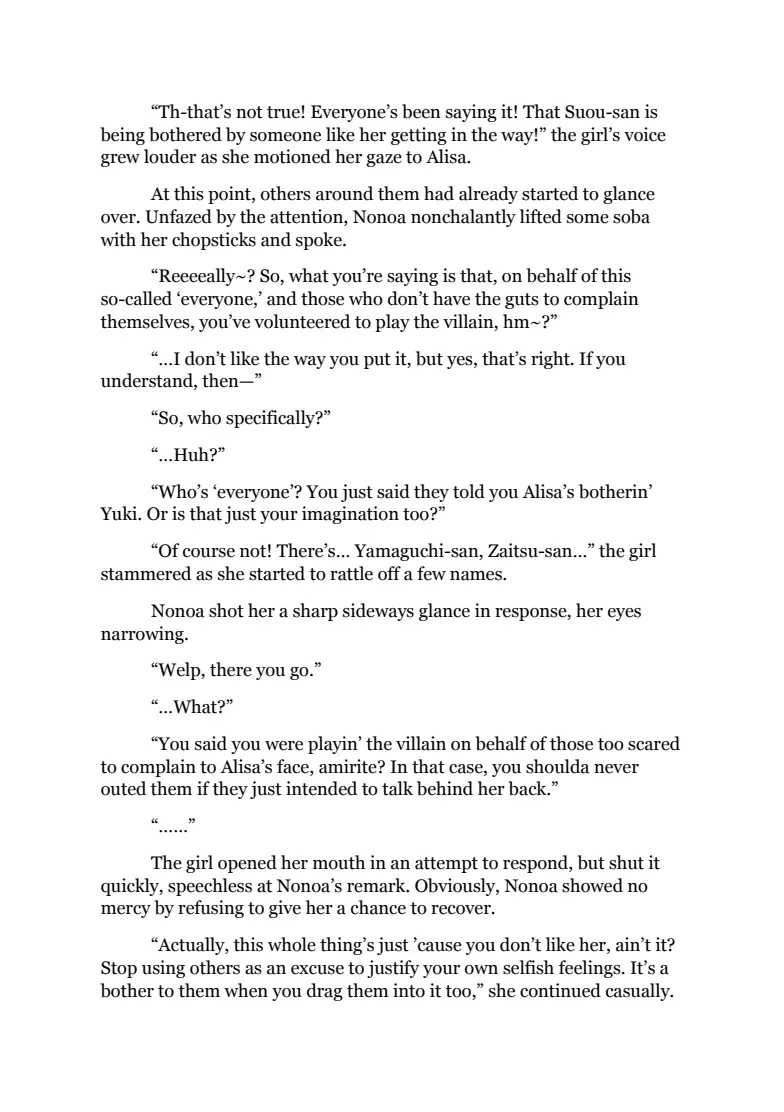 “Th-that’s not true! Everyone’s been saying it! That Suou-san is
being bothered by someone like her getting in the way!” the girl’s voice
grew louder as she motioned her gaze to Alisa.
At this point, others around them had already started to glance
over. Unfazed by the attention, Nonoa nonchalantly lifted some soba
with her chopsticks and spoke.
“Reeeeally~? So, what you’re saying is that, on behalf of this
so-called ‘everyone,’ and those who don’t have the guts to complain
themselves, you’ve volunteered to play the villain, hm~?”
“…I don’t like the way you put it, but yes, that’s right. If you
understand, then—”
“So, who specifically?”
“…Huh?”
“Who’s ‘everyone’? You just said they told you Alisa’s botherin’
Yuki. Or is that just your imagination too?”
“Of course not! There’s… Yamaguchi-san, Zaitsu-san…” the girl
stammered as she started to rattle off a few names.
Nonoa shot her a sharp sideways glance in response, her eyes
narrowing.
“Welp, there you go.”
“…What?”
“You said you were playin’ the villain on behalf of those too scared
to complain to Alisa’s face, amirite? In that case, you shoulda never
outed them if they just intended to talk behind her back.”
“……”
The girl opened her mouth in an attempt to respond, but shut it
quickly, speechless at Nonoa’s remark. Obviously, Nonoa showed no
mercy by refusing to give her a chance to recover.
“Actually, this whole thing’s just ’cause you don’t like her, ain’t it?
Stop using others as an excuse to justify your own selfish feelings. It’s a
bother to them when you drag them into it too,” she continued casually.